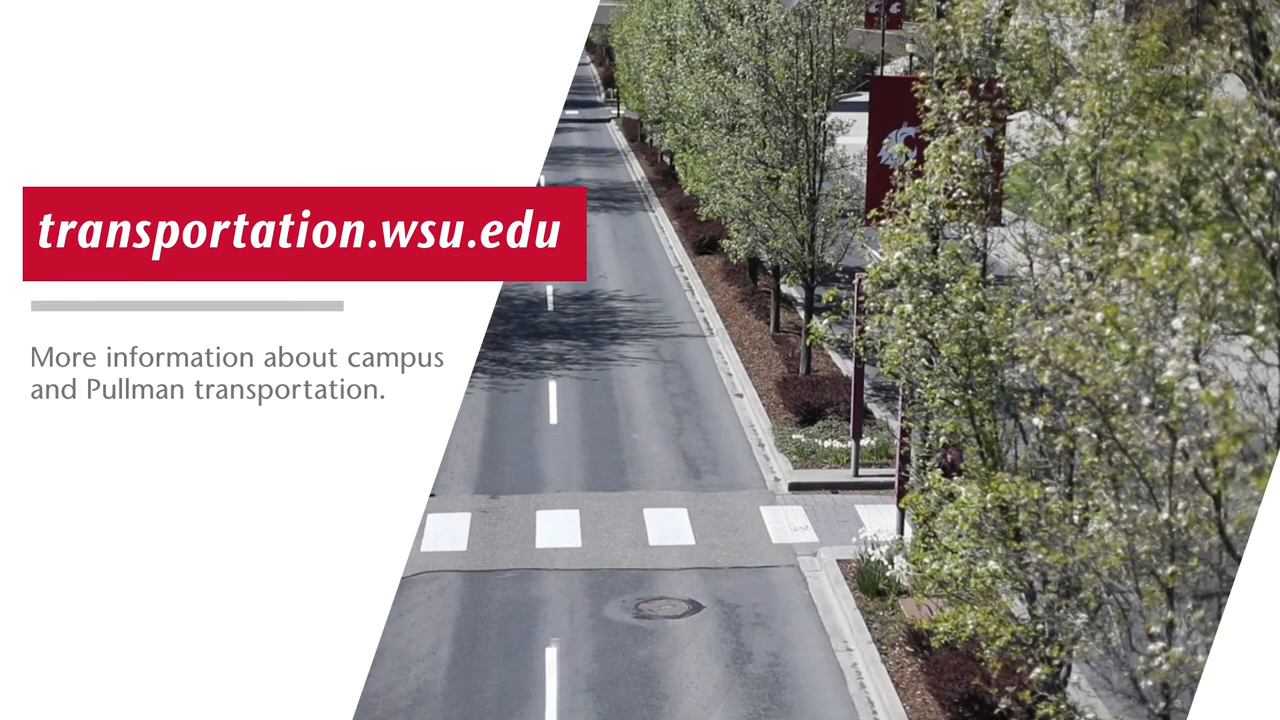 transportation.wsu.edu
More information about campus
and Pullman transportation.